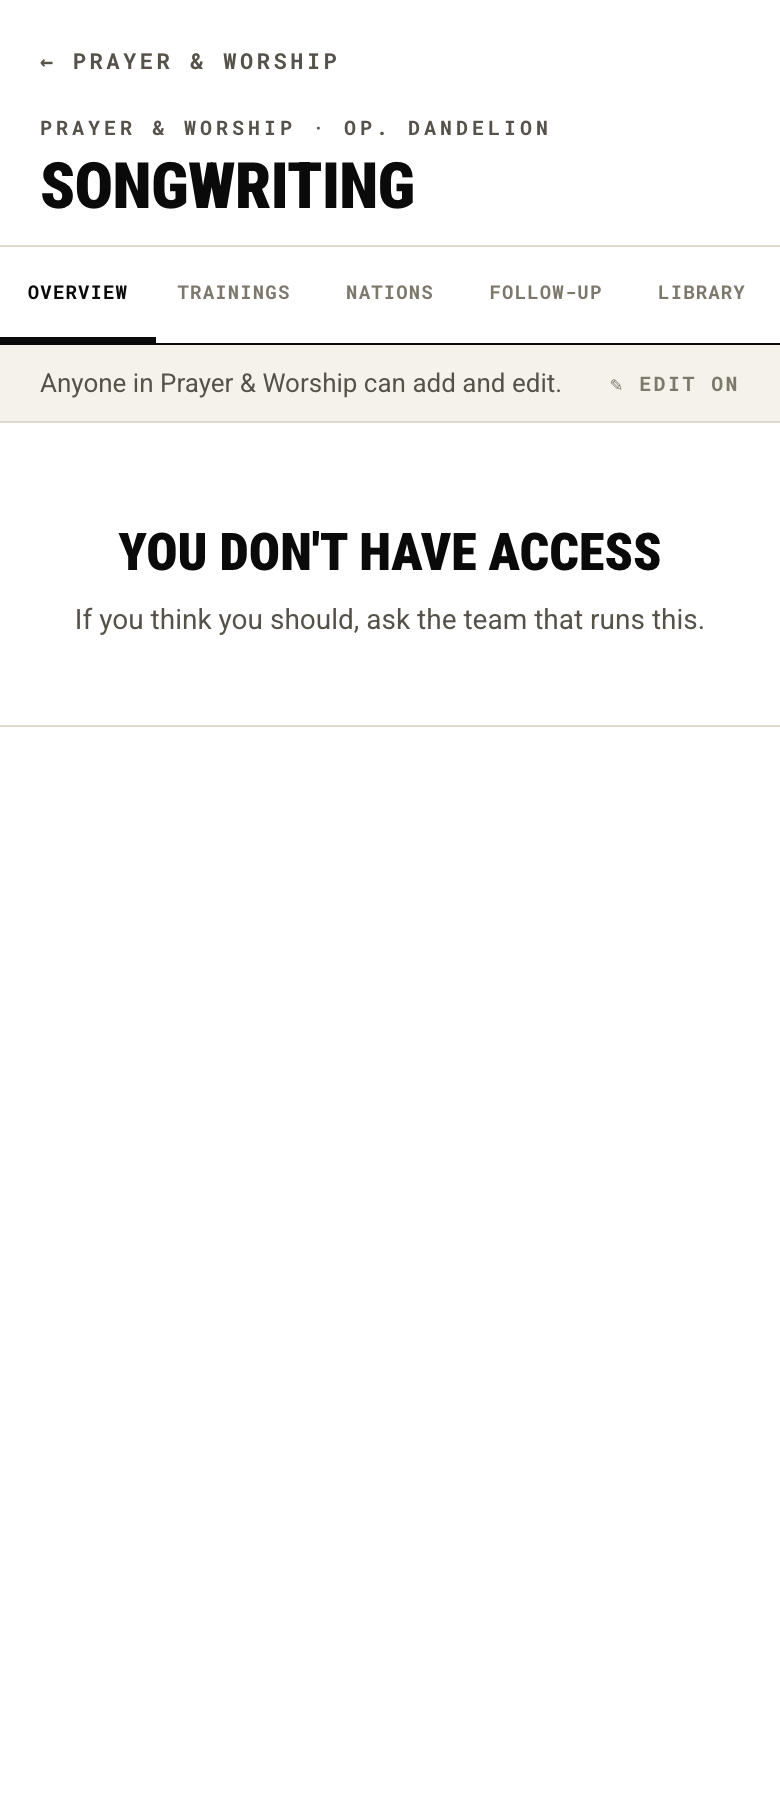 ← PRAYER & WORSHIP
PRAYER & WORSHIP · OP. DANDELION
SONGWRITING
OVERVIEW TRAININGS NATIONS FOLLOW-UP LIBRARY
Anyone in Prayer & Worship can add and edit. ✎ EDIT ON
YOU DON'T HAVE ACCESS
If you think you should, ask the team that runs this.